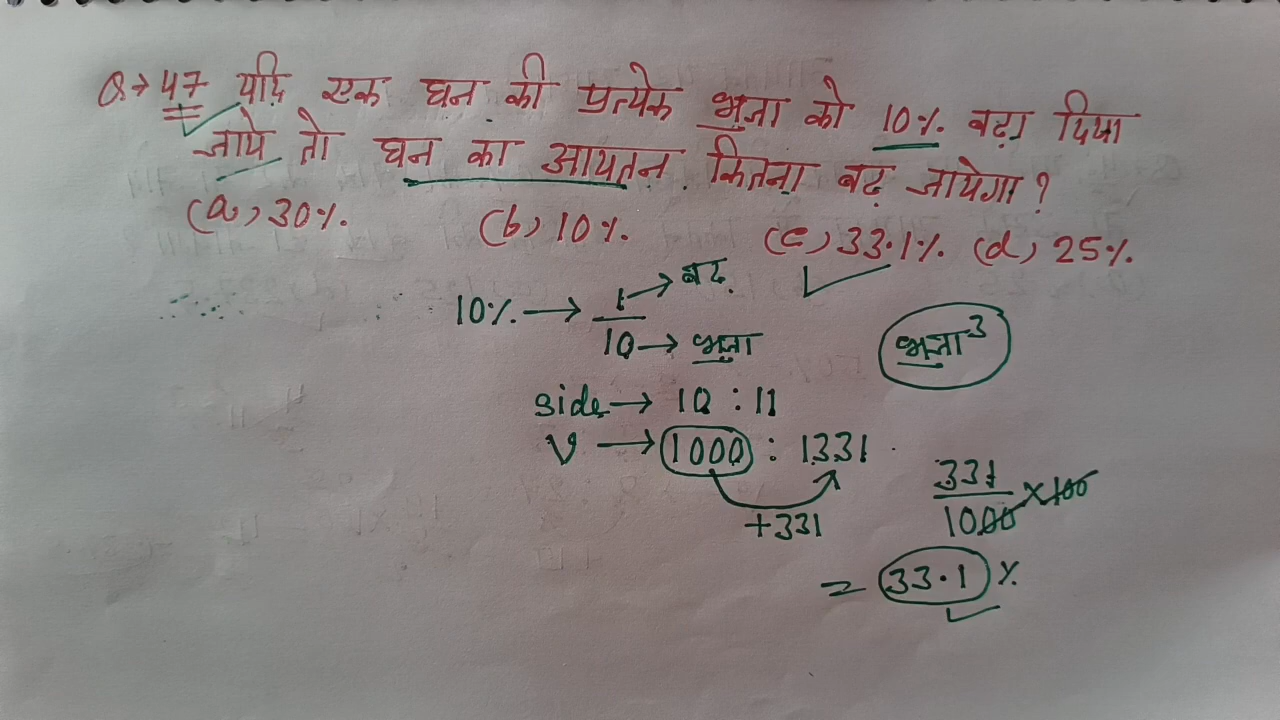 Q→ 47 यदि एक घन की प्रत्येक भुजा को 10% बढ़ा दिया
जाये तो घन का आयतन कितना बढ़ जायेगा?
(a) 30%. (b) 10%. (c) 33.1% (d) 25%.
10% → 1/10 → बढ़
→ भुजा
भुजा³
side → 10 : 11
V → 1000 : 1331
+331
331/1000 × 100
= 33.1 %